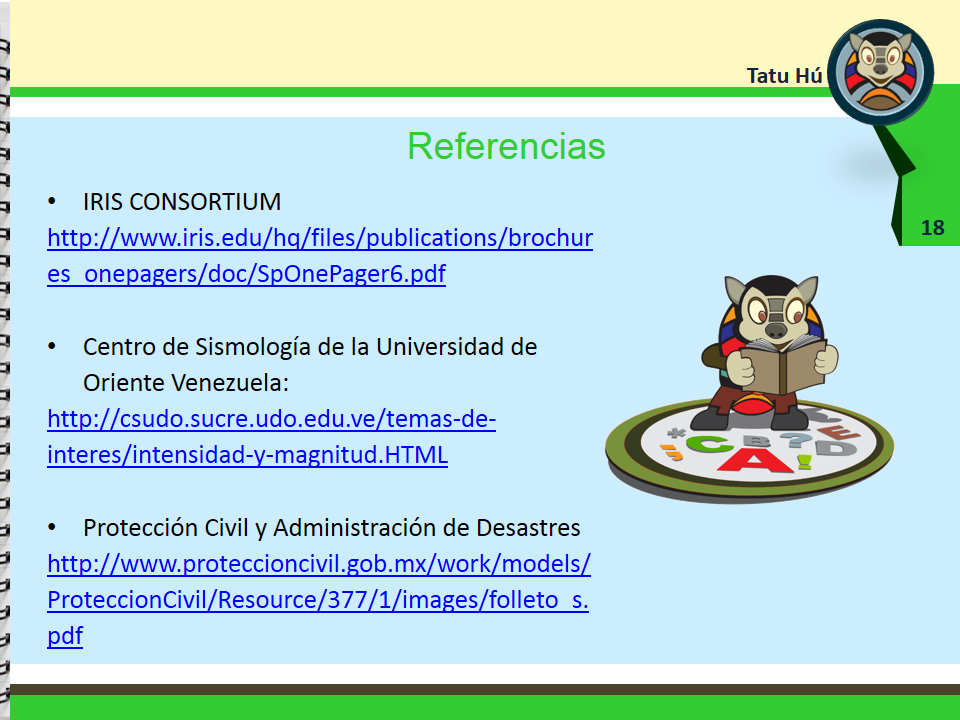 Tatu Hú
Referencias
18
• IRIS CONSORTIUM
http://www.iris.edu/hq/files/publications/brochur
es_onepagers/doc/SpOnePager6.pdf
• Centro de Sismología de la Universidad de
Oriente Venezuela:
http://csudo.sucre.udo.edu.ve/temas-de-
interes/intensidad-y-magnitud.HTML
• Protección Civil y Administración de Desastres
http://www.proteccioncivil.gob.mx/work/models/
ProteccionCivil/Resource/377/1/images/folleto_s.
pdf
* C B ? E D
A !